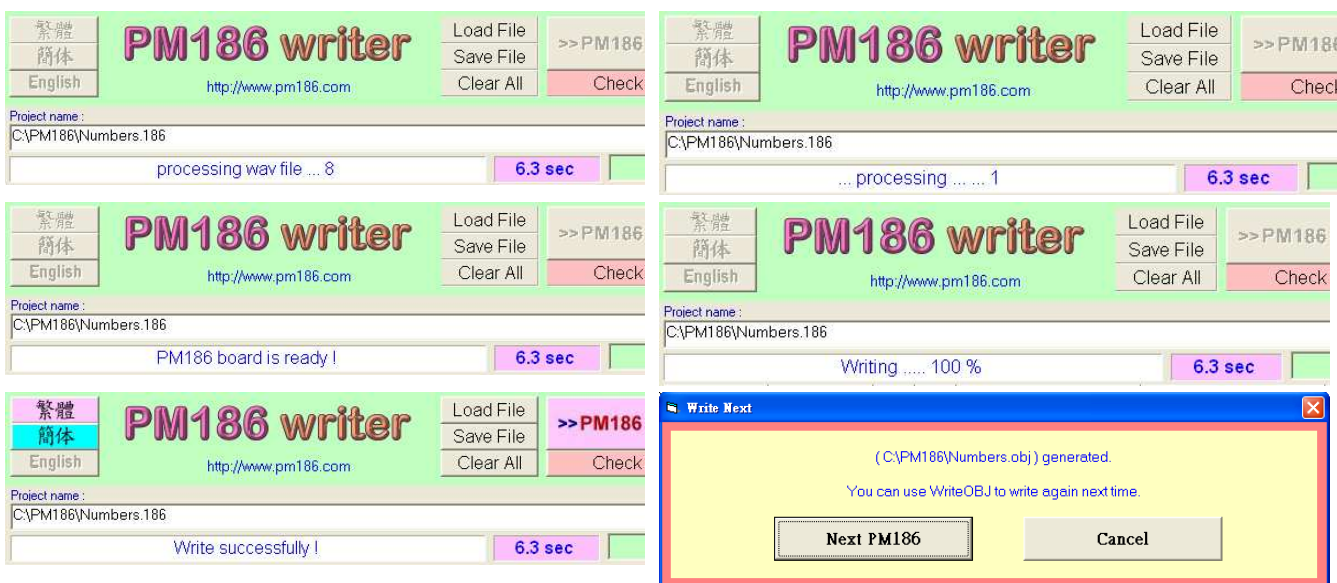 繁體
簡体
English
PM186 writer
http://www.pm186.com
Load File
Save File
Clear All
>>PM186
Check
Project name :
C:\PM186\Numbers.186
processing wav file ... 8
6.3 sec
繁體
簡体
English
PM186 writer
http://www.pm186.com
Load File
Save File
Clear All
>>PM186
Check
Project name :
C:\PM186\Numbers.186
... processing ... ... 1
6.3 sec
繁體
簡体
English
PM186 writer
http://www.pm186.com
Load File
Save File
Clear All
>>PM186
Check
Project name :
C:\PM186\Numbers.186
PM186 board is ready !
6.3 sec
繁體
簡体
English
PM186 writer
http://www.pm186.com
Load File
Save File
Clear All
>>PM186
Check
Project name :
C:\PM186\Numbers.186
Writing ..... 100 %
6.3 sec
繁體
簡体
English
PM186 writer
http://www.pm186.com
Load File
Save File
Clear All
>>PM186
Check
Project name :
C:\PM186\Numbers.186
Write successfully !
6.3 sec
Write Next
( C:\PM186\Numbers.obj ) generated.
You can use WriteOBJ to write again next time.
Next PM186
Cancel